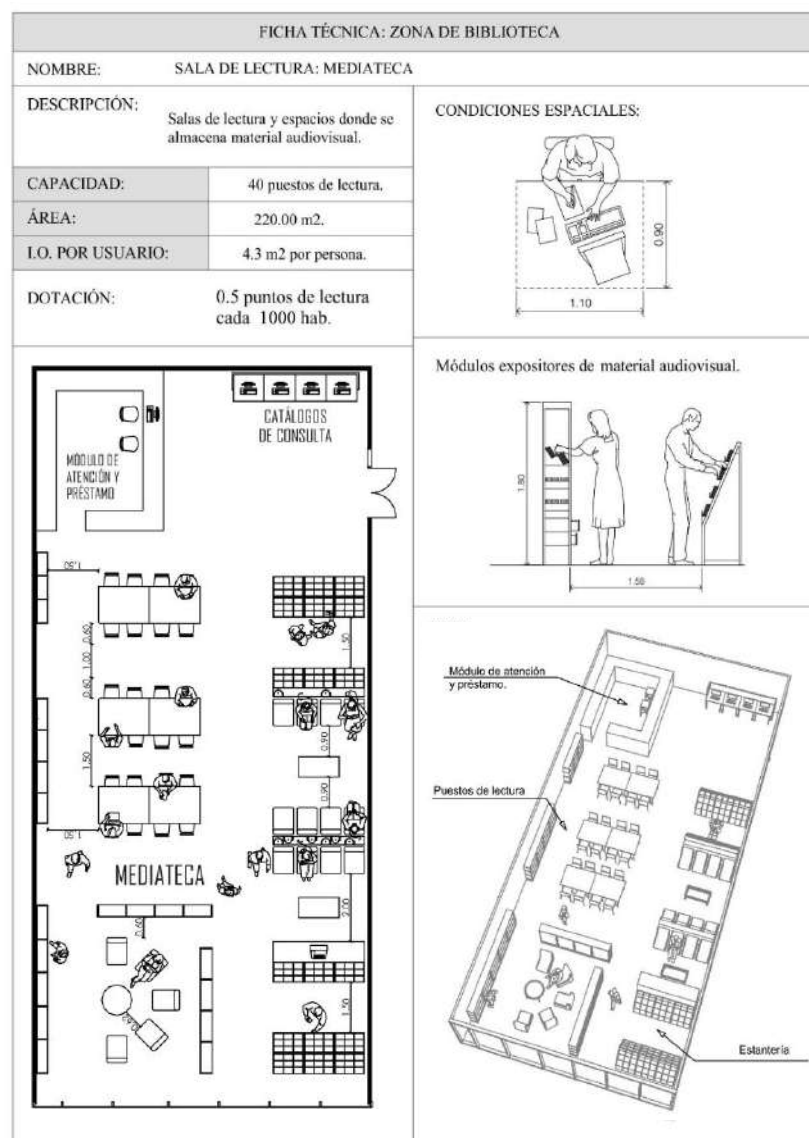 FICHA TÉCNICA: ZONA DE BIBLIOTECA
NOMBRE: SALA DE LECTURA: MEDIATECA
DESCRIPCIÓN:
Salas de lectura y espacios donde se
almacena material audiovisual.
CAPACIDAD: 40 puestos de lectura.
ÁREA: 220.00 m2.
I.O. POR USUARIO: 4.3 m2 por persona.
DOTACIÓN: 0.5 puntos de lectura
cada 1000 hab.
CONDICIONES ESPACIALES:
0.90
1.10
Módulos expositores de material audiovisual.
1.80
1.50
CATÁLOGOS
DE CONSULTA
MÓDULO DE
ATENCIÓN Y
PRÉSTAMO
1.50
0.60
1.00
0.60
1.50
1.50
1.50
0.90
0.90
MEDIATECA
2.00
0.60
1.50
Módulo de atención
y préstamo.
Puestos de lectura
Estantería